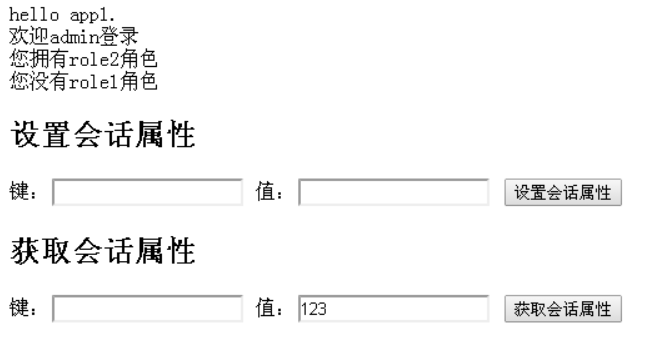 hello app1.
欢迎admin登录
您拥有role2角色
您没有role1角色
设置会话属性
键： 值： 设置会话属性
获取会话属性
键： 值： 123 获取会话属性